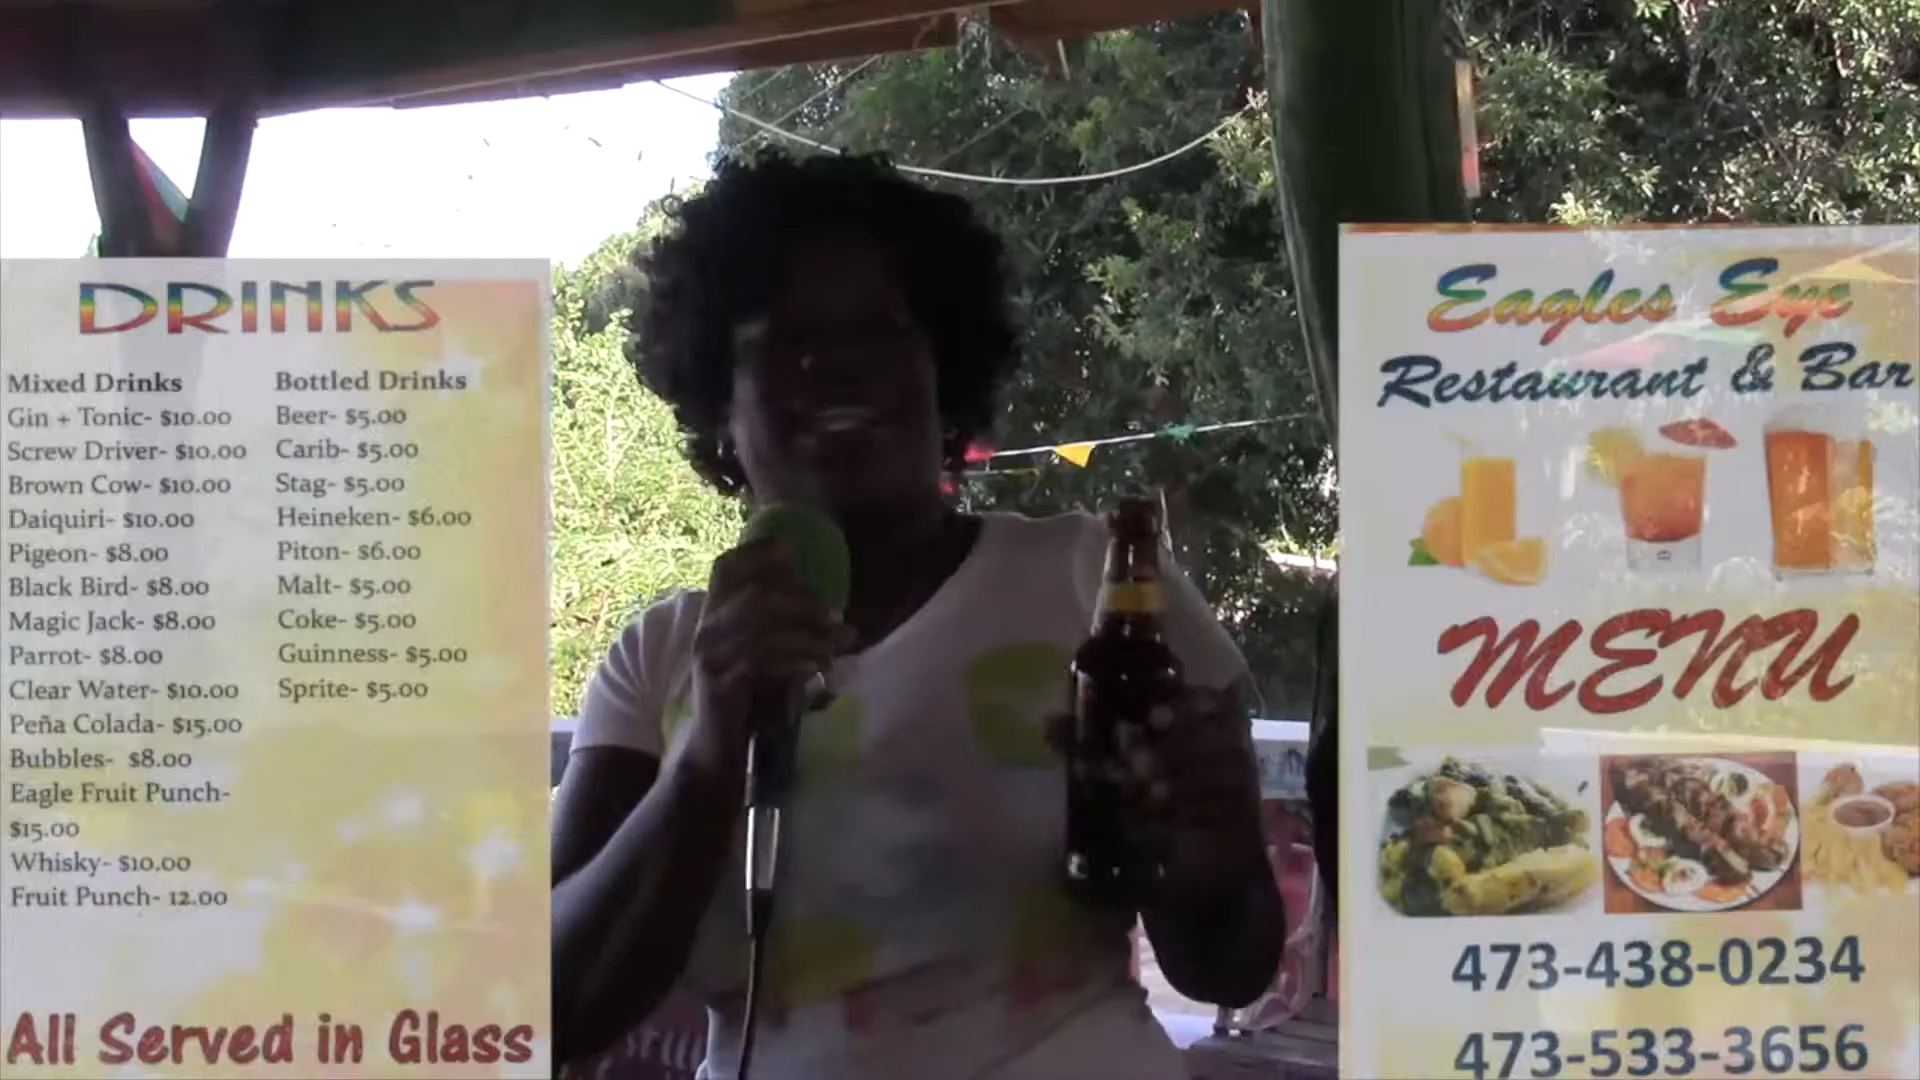 DRINKS
Mixed Drinks
Gin + Tonic- $10.00
Screw Driver- $10.00
Brown Cow- $10.00
Daiquiri- $10.00
Pigeon- $8.00
Black Bird- $8.00
Magic Jack- $8.00
Parrot- $8.00
Clear Water- $10.00
Peña Colada- $15.00
Bubbles- $8.00
Eagle Fruit Punch-
$15.00
Whisky- $10.00
Fruit Punch- 12.00
Bottled Drinks
Beer- $5.00
Carib- $5.00
Stag- $5.00
Heineken- $6.00
Piton- $6.00
Malt- $5.00
Coke- $5.00
Guinness- $5.00
Sprite- $5.00
All Served in Glass
Eagles Eye
Restaurant & Bar
MENU
473-438-0234
473-533-3656